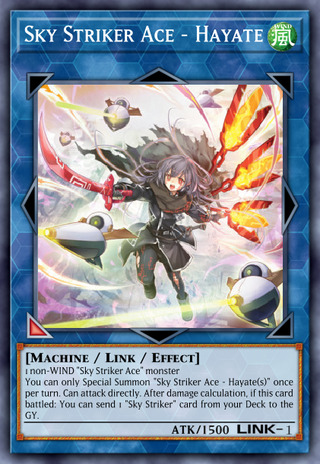 Sky Striker Ace - Hayate
WIND
風
[Machine / Link / Effect]
1 non-WIND "Sky Striker Ace" monster
You can only Special Summon "Sky Striker Ace - Hayate(s)" once
per turn. Can attack directly. After damage calculation, if this card
battled: You can send 1 "Sky Striker" card from your Deck to the
GY.
ATK/1500 LINK-1